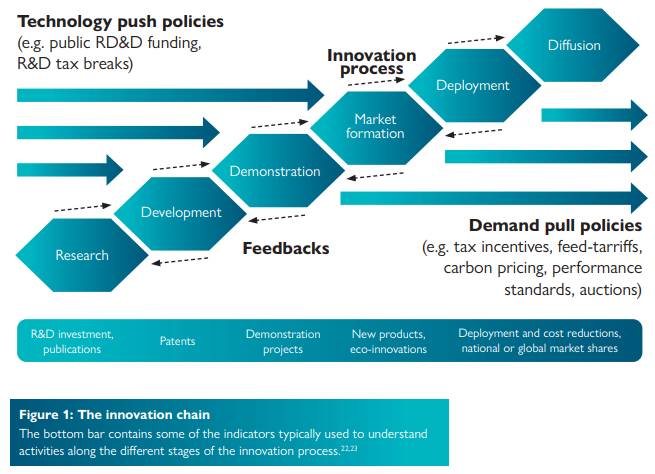 Technology push policies
(e.g. public RD&D funding,
R&D tax breaks)
Innovation
process
Diffusion
Deployment
Market
formation
Demonstration
Development
Research
Feedbacks
Demand pull policies
(e.g. tax incentives, feed-tarriffs,
carbon pricing, performance
standards, auctions)
R&D investment,
publications
Patents
Demonstration
projects
New products,
eco-innovations
Deployment and cost reductions,
national or global market shares
Figure 1: The innovation chain
The bottom bar contains some of the indicators typically used to understand
activities along the different stages of the innovation process.22,23